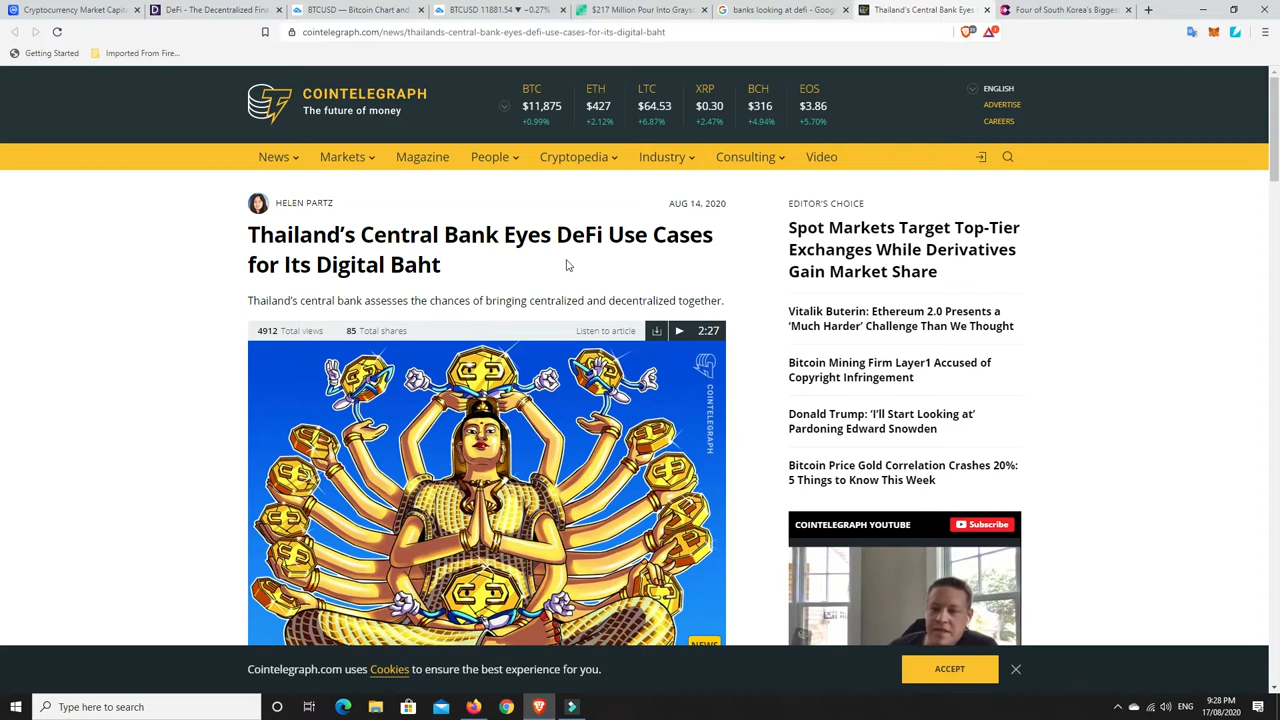 Cryptocurrency Market Capit
DeFi - The Decentralized Finan
BTCUSD — Bitcoin Chart and
BTCUSD 11881.54 ▼ −0.27%
$217 Million Pour Into Graysc
banks looking at defi - Googl
Thailand's Central Bank Eyes
Four of South Korea's Biggest
cointelegraph.com/news/thailands-central-bank-eyes-defi-use-cases-for-its-digital-baht
Getting Started
Imported From Fire...
COINTELEGRAPH
The future of money
BTC ETH LTC XRP BCH EOS
$11,875 $427 $64.53 $0.30 $316 $3.86
+0.99% +2.12% +6.87% +2.47% +4.94% +5.70%
ENGLISH
ADVERTISE
CAREERS
News Markets Magazine People Cryptopedia Industry Consulting Video
HELEN PARTZ
AUG 14, 2020
Thailand's Central Bank Eyes DeFi Use Cases
for Its Digital Baht
Thailand's central bank assesses the chances of bringing centralized and decentralized together.
4912 Total views 85 Total shares
Listen to article
2:27
COINTELEGRAPH
NEWS
EDITOR'S CHOICE
Spot Markets Target Top-Tier
Exchanges While Derivatives
Gain Market Share
Vitalik Buterin: Ethereum 2.0 Presents a
'Much Harder' Challenge Than We Thought
Bitcoin Mining Firm Layer1 Accused of
Copyright Infringement
Donald Trump: 'I'll Start Looking at'
Pardoning Edward Snowden
Bitcoin Price Gold Correlation Crashes 20%:
5 Things to Know This Week
COINTELEGRAPH YOUTUBE
Subscribe
Cointelegraph.com uses Cookies to ensure the best experience for you.
ACCEPT
Type here to search
ENG
9:28 PM
17/08/2020